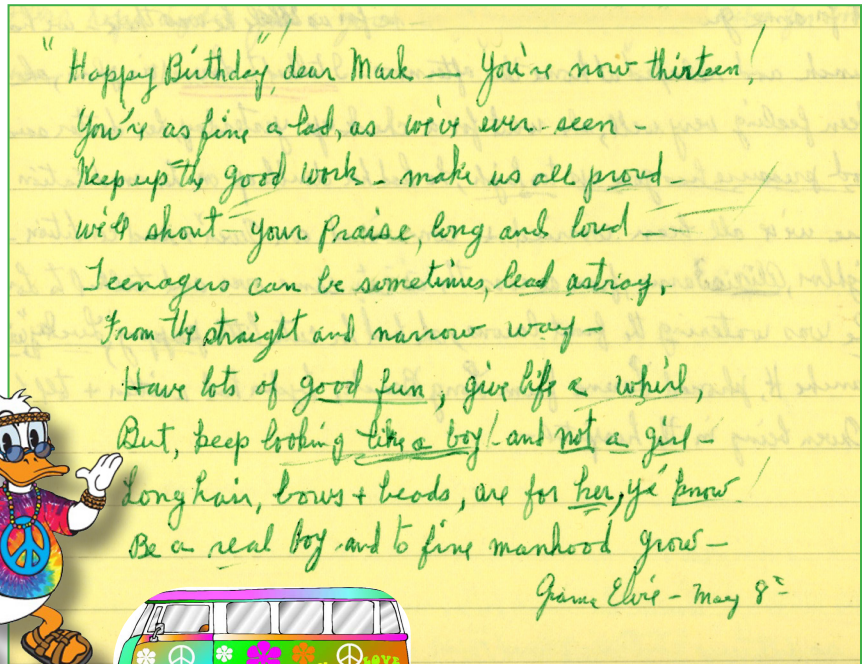 "Happy Birthday"! dear Mark — You're now thirteen!
You're as fine a lad, as we've ever seen —
Keep up the good work — make us all proud —
we'll shout — your Praise, long and loud —
Teenagers can be sometimes, lead astray,
From the straight and narrow way —
Have lots of good fun, give life a whirl,
But, keep looking like a boy! and not a girl —
Long hair, bows + beads, are for her, ye' know!
Be a real boy and to fine manhood grow —
Grama Elvie — May 8th
LOVE